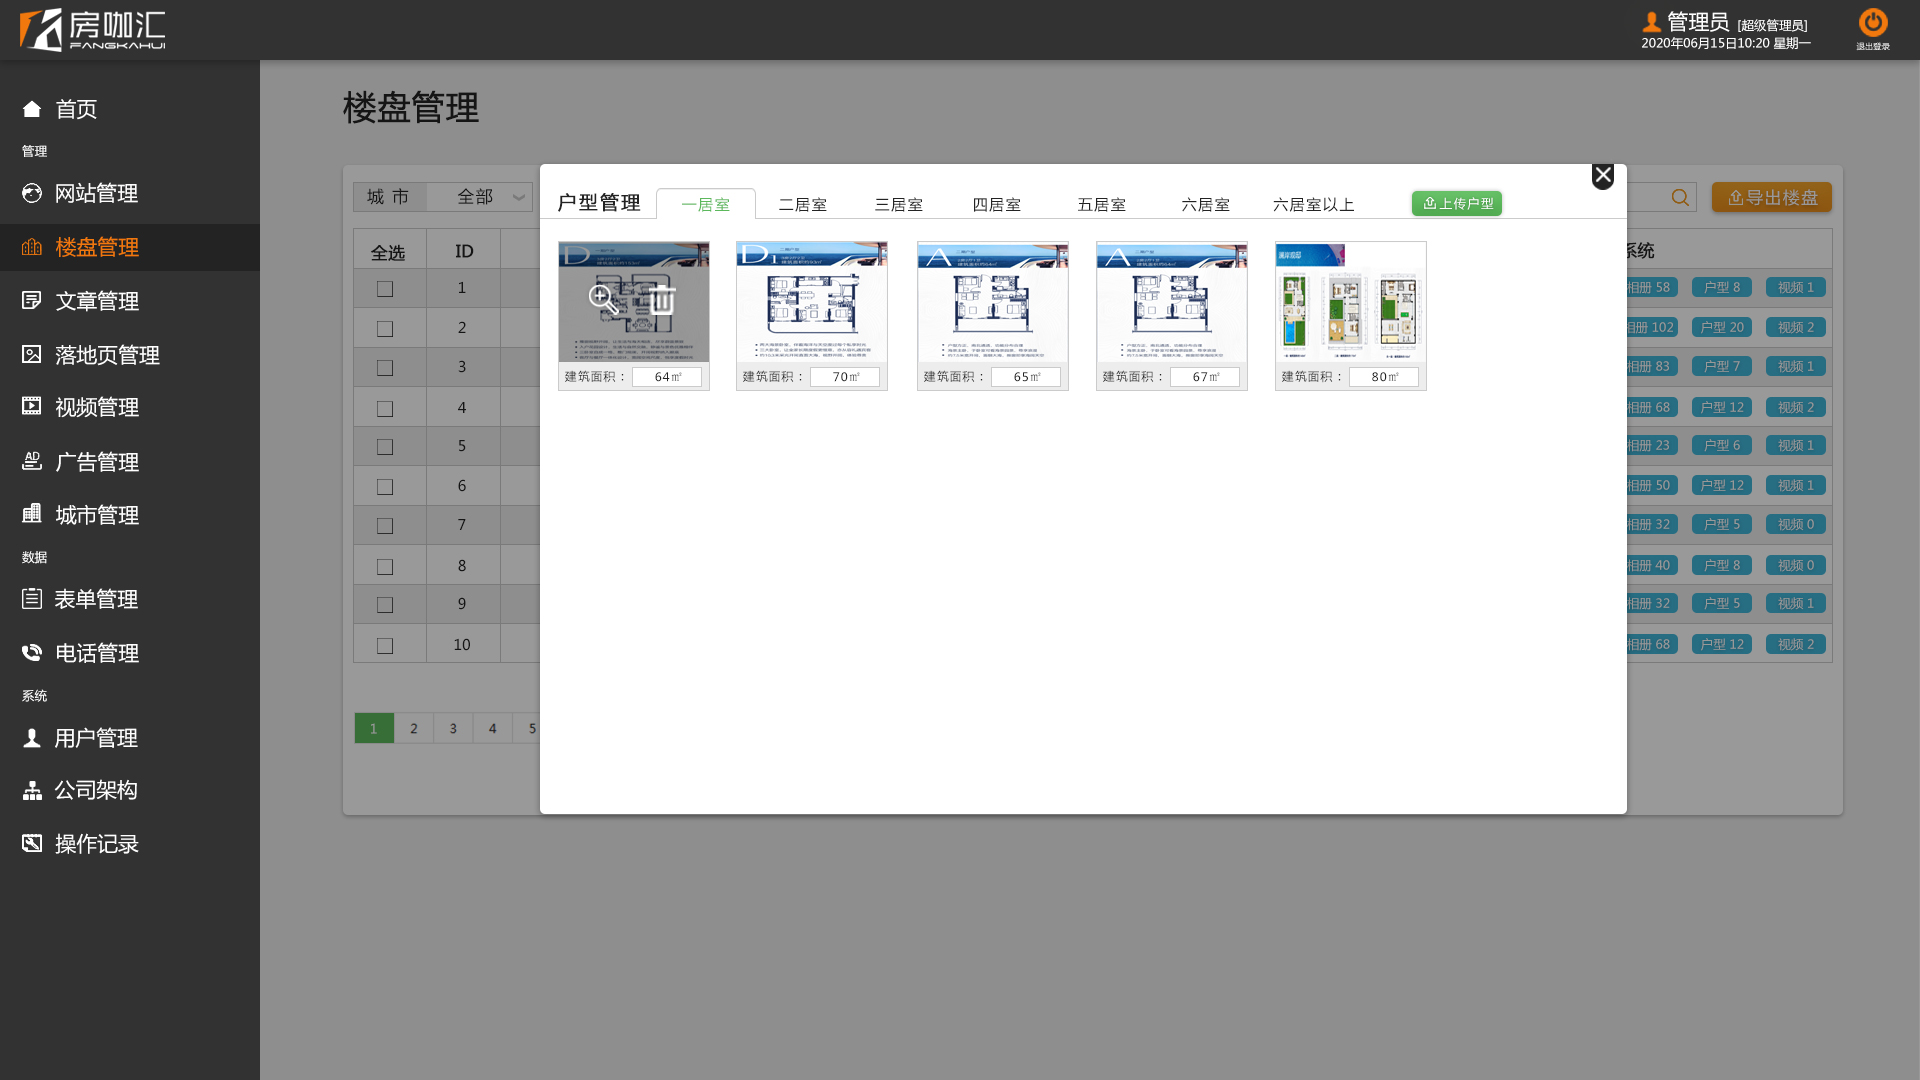 房咖汇
FANGKAHUI
管理员 [超级管理员]
2020年06月15日10:20 星期一
退出登录
首页
管理
网站管理
楼盘管理
文章管理
落地页管理
视频管理
AD 广告管理
城市管理
数据
表单管理
电话管理
系统
用户管理
公司架构
操作记录
楼盘管理
城 市 全部
导出楼盘
全选 ID 系统
1 相册 58 户型 8 视频 1
2 相册 102 户型 20 视频 2
3 相册 83 户型 7 视频 1
4 相册 68 户型 12 视频 2
5 相册 23 户型 6 视频 1
6 相册 50 户型 12 视频 1
7 相册 32 户型 5 视频 0
8 相册 40 户型 8 视频 0
9 相册 32 户型 5 视频 1
10 相册 68 户型 12 视频 2
1 2 3 4 5
户型管理 一居室 二居室 三居室 四居室 五居室 六居室 六居室以上 上传户型
D
D1
A
A
建筑面积： 64㎡
建筑面积： 70㎡
建筑面积： 65㎡
建筑面积： 67㎡
建筑面积： 80㎡